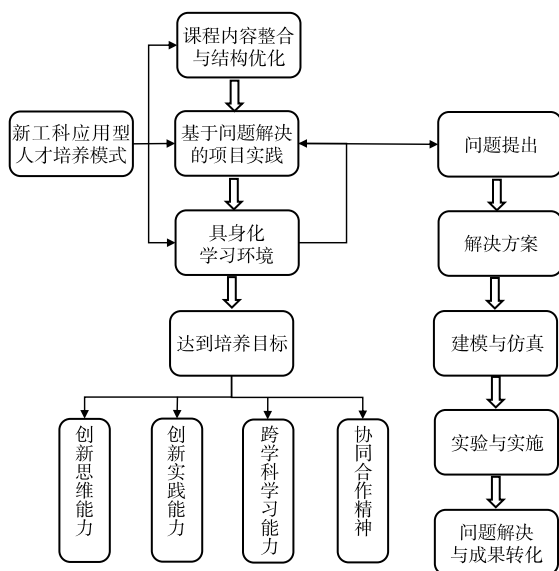 课程内容整合
与结构优化
新工科应用型
人才培养模式
基于问题解决
的项目实践
问题提出
具身化
学习环境
解决方案
达到培养目标
建模与仿真
创新思维能力
创新实践能力
跨学科学习能力
协同合作精神
实验与实施
问题解决
与成果转化